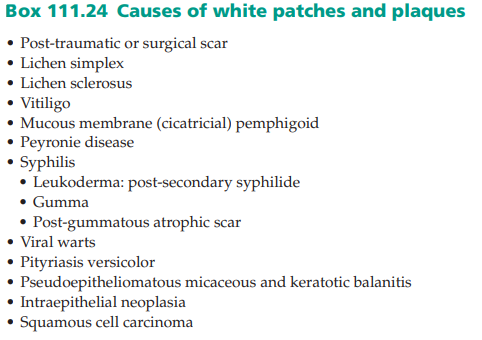 Box 111.24 Causes of white patches and plaques
• Post-traumatic or surgical scar
• Lichen simplex
• Lichen sclerosus
• Vitiligo
• Mucous membrane (cicatricial) pemphigoid
• Peyronie disease
• Syphilis
• Leukoderma: post-secondary syphilide
• Gumma
• Post-gummatous atrophic scar
• Viral warts
• Pityriasis versicolor
• Pseudoepitheliomatous micaceous and keratotic balanitis
• Intraepithelial neoplasia
• Squamous cell carcinoma